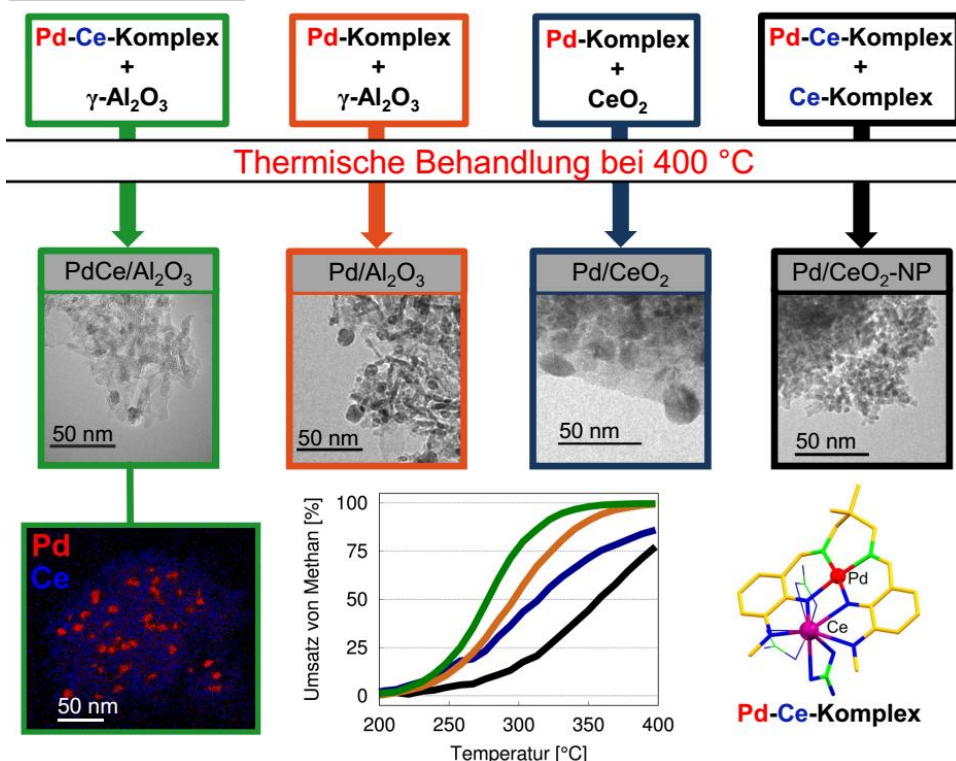 Pd-Ce-Komplex
+
γ-Al₂O₃
Pd-Komplex
+
γ-Al₂O₃
Pd-Komplex
+
CeO₂
Pd-Ce-Komplex
+
Ce-Komplex
Thermische Behandlung bei 400 °C
PdCe/Al₂O₃
50 nm
Pd/Al₂O₃
50 nm
Pd/CeO₂
50 nm
Pd/CeO₂-NP
50 nm
Pd
Ce
50 nm
Umsatz von Methan [%]
100
75
50
25
0
200
250
300
350
400
Temperatur [°C]
Pd
Ce
Pd-Ce-Komplex